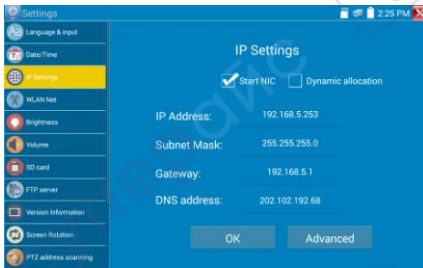 Settings
2:25 PM
Language & input
Date/Time
IP Settings
WLAN Net
Brightness
Volume
SD card
FTP server
Version Information
Screen Rotation
PTZ address scanning
IP Settings
Start NIC
Dynamic allocation
IP Address: 192.168.5.253
Subnet Mask: 255.255.255.0
Gateway: 192.168.5.1
DNS address: 202.102.192.68
OK
Advanced